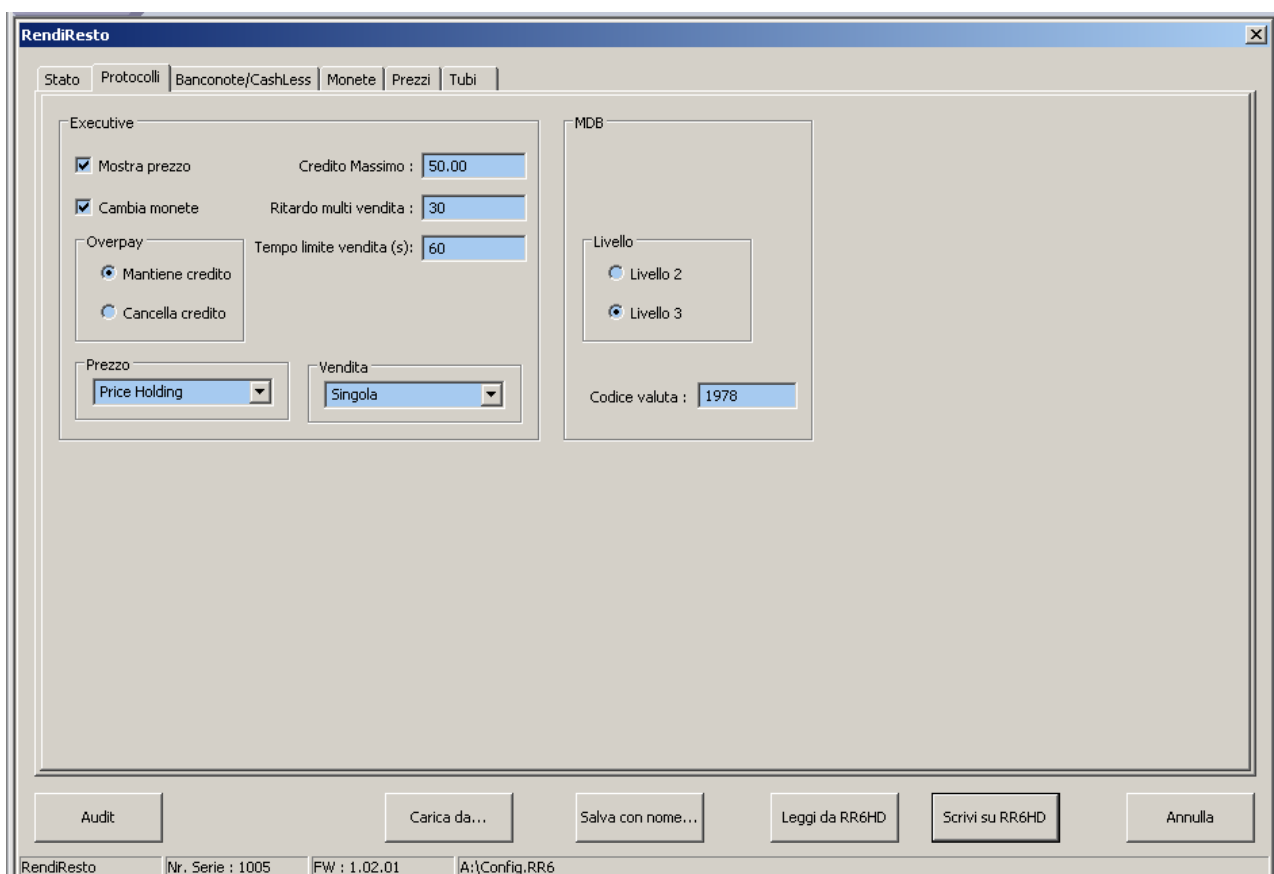 RendiResto
Stato Protocolli Banconote/CashLess Monete Prezzi Tubi
Executive
Mostra prezzo Credito Massimo : 50.00
Cambia monete Ritardo multi vendita : 30
Overpay Tempo limite vendita (s): 60
Mantiene credito
Cancella credito
Prezzo Vendita
Price Holding Singola
MDB
Livello
Livello 2
Livello 3
Codice valuta : 1978
Audit Carica da... Salva con nome... Leggi da RR6HD Scrivi su RR6HD Annulla
RendiResto Nr. Serie : 1005 FW : 1.02.01 A:\Config.RR6